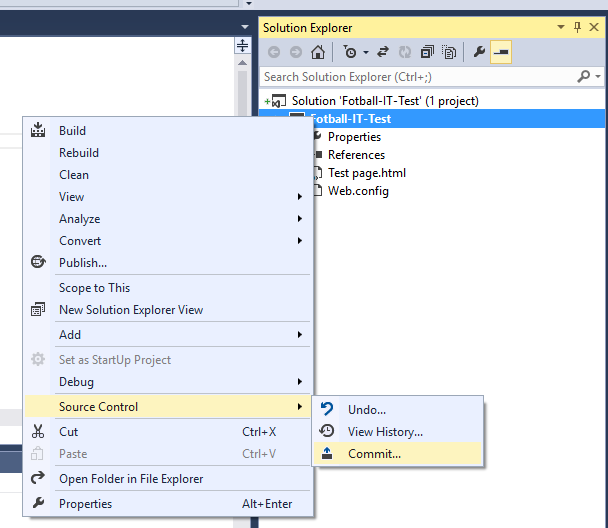 Solution Explorer
Search Solution Explorer (Ctrl+;)
Solution 'Fotball-IT-Test' (1 project)
Fotball-IT-Test
Properties
References
Test page.html
Web.config
Build
Rebuild
Clean
View
Analyze
Convert
Publish...
Scope to This
New Solution Explorer View
Add
Set as StartUp Project
Debug
Source Control
Cut Ctrl+X
Paste Ctrl+V
Open Folder in File Explorer
Properties Alt+Enter
Undo...
View History...
Commit...